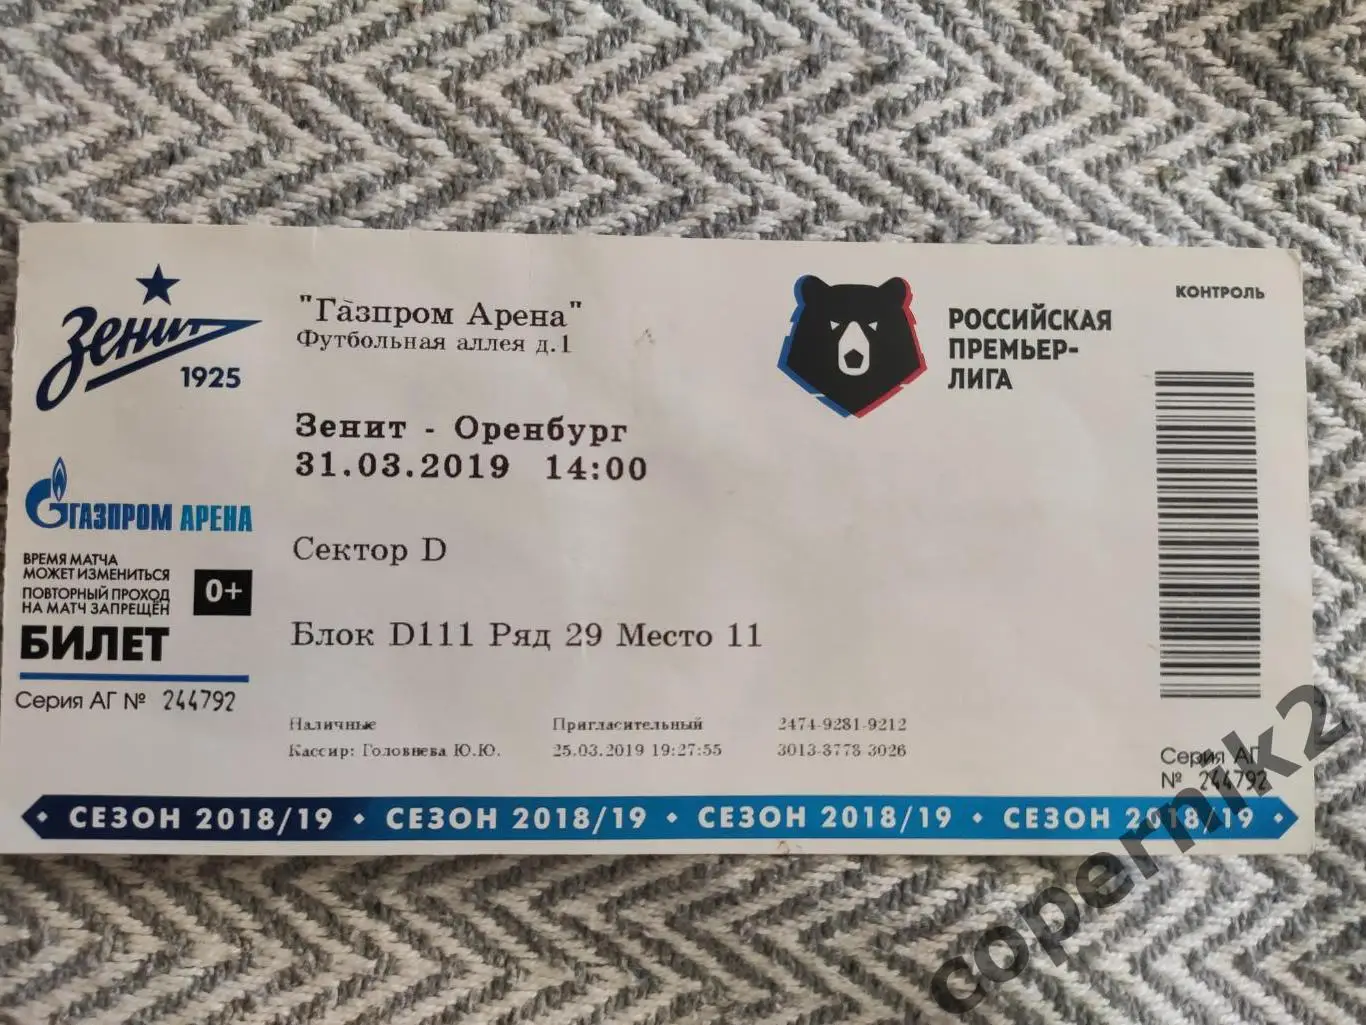 Зенит
1925
ГАЗПРОМ АРЕНА
ВРЕМЯ МАТЧА
МОЖЕТ ИЗМЕНИТЬСЯ
ПОВТОРНЫЙ ПРОХОД
НА МАТЧ ЗАПРЕЩЁН
0+
БИЛЕТ
Серия АГ № 244792
"Газпром Арена"
Футбольная аллея д.1
Зенит - Оренбург
31.03.2019 14:00
Сектор D
Блок D111 Ряд 29 Место 11
Наличные
Кассир: Головнева Ю.Ю.
Пригласительный
25.03.2019 19:27:55
2474-9281-9212
3013-8778-3026
РОССИЙСКАЯ
ПРЕМЬЕР-
ЛИГА
КОНТРОЛЬ
Серия АГ
№ 244792
• СЕЗОН 2018/19 • СЕЗОН 2018/19 • СЕЗОН 2018/19 • СЕЗОН 2018/19 •
copernik2